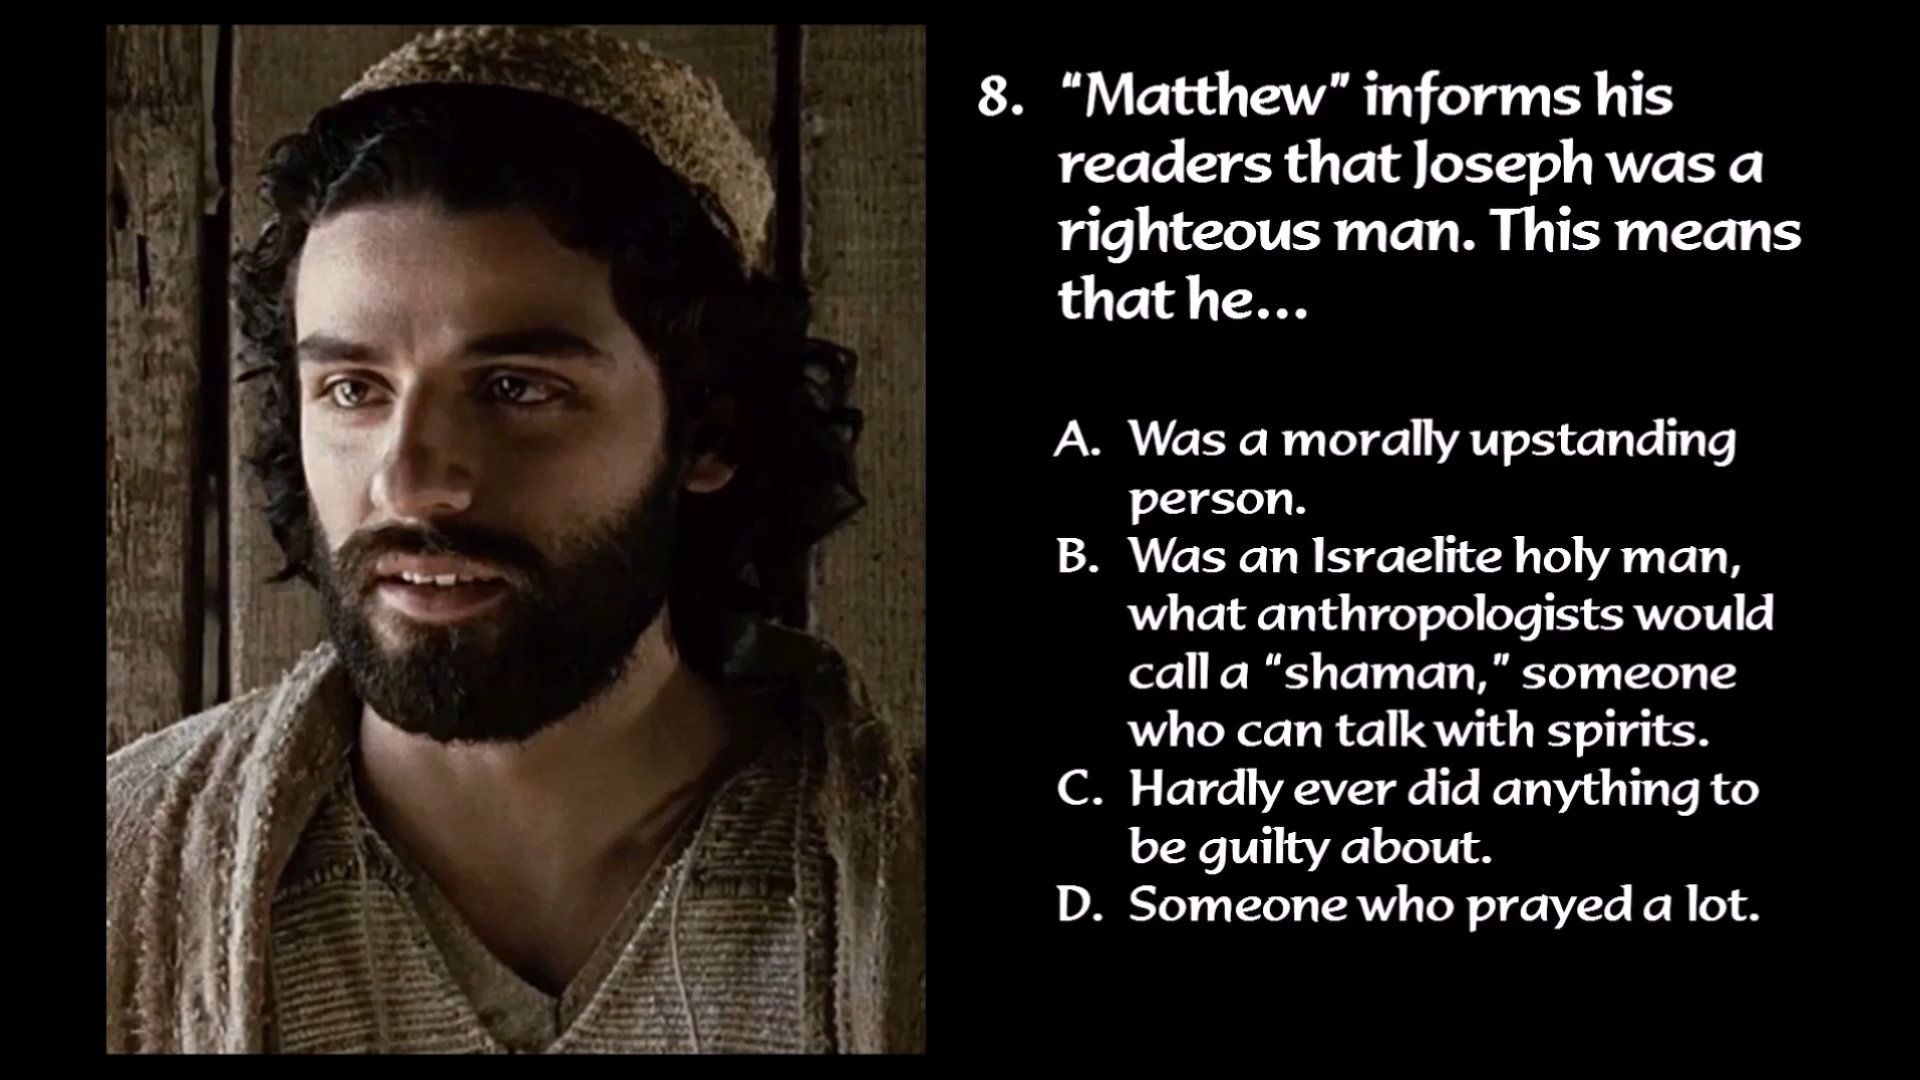 8. “Matthew” informs his
readers that Joseph was a
righteous man. This means
that he...
A. Was a morally upstanding
person.
B. Was an Israelite holy man,
what anthropologists would
call a “shaman,” someone
who can talk with spirits.
C. Hardly ever did anything to
be guilty about.
D. Someone who prayed a lot.